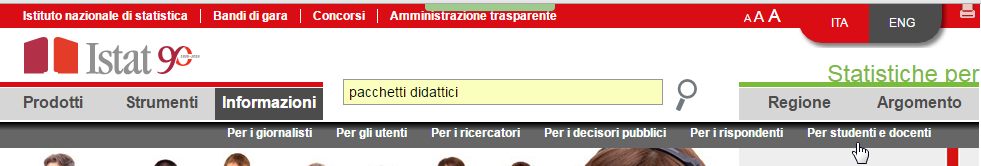 Istituto nazionale di statistica | Bandi di gara | Concorsi | Amministrazione trasparente
A A A
ITA
ENG
Istat 90
Statistiche per
Prodotti Strumenti Informazioni
pacchetti didattici
Regione Argomento
Per i giornalisti Per gli utenti Per i ricercatori Per i decisori pubblici Per i rispondenti Per studenti e docenti